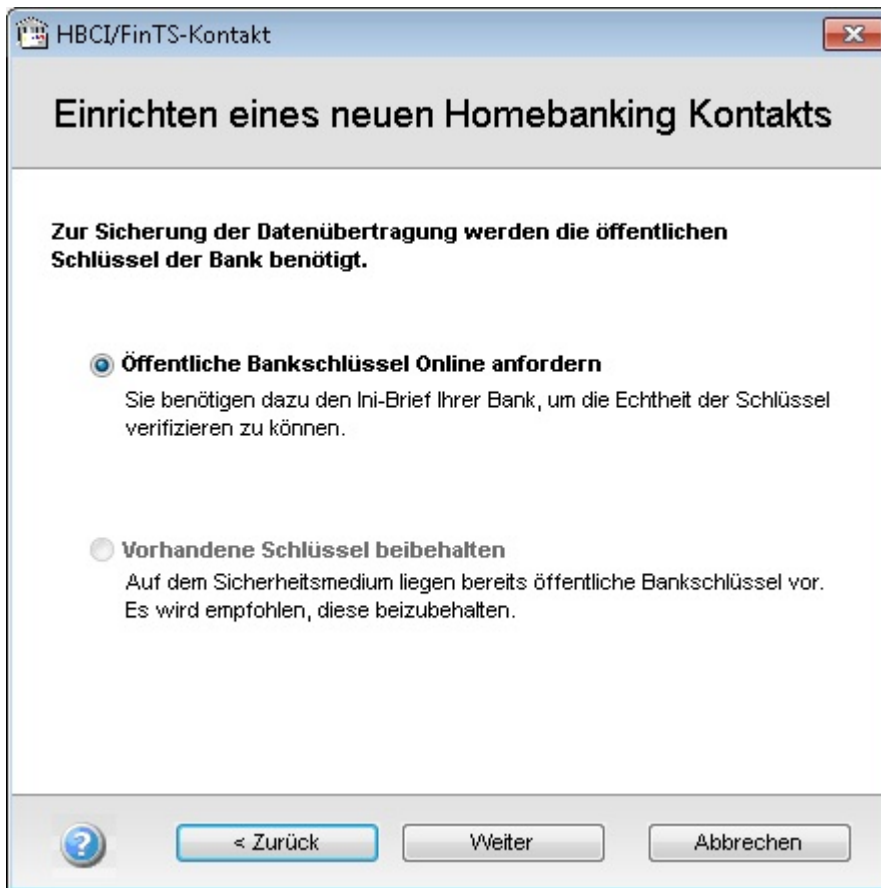 HBCI/FinTS-Kontakt
Einrichten eines neuen Homebanking Kontakts
Zur Sicherung der Datenübertragung werden die öffentlichen
Schlüssel der Bank benötigt.
Öffentliche Bankschlüssel Online anfordern
Sie benötigen dazu den Ini-Brief Ihrer Bank, um die Echtheit der Schlüssel
verifizieren zu können.
Vorhandene Schlüssel beibehalten
Auf dem Sicherheitsmedium liegen bereits öffentliche Bankschlüssel vor.
Es wird empfohlen, diese beizubehalten.
< Zurück
Weiter
Abbrechen